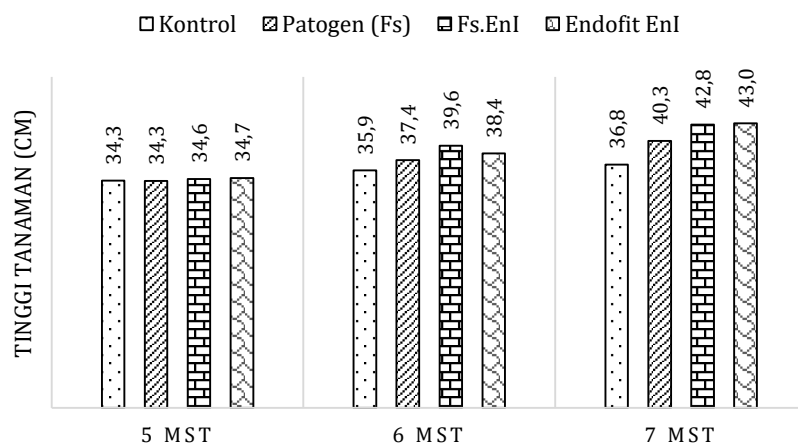 Kontrol Patogen (Fs) Fs.EnI Endofit EnI
TINGGI TANAMAN (CM)
34,3 34,3 34,6 34,7
35,9 37,4 39,6 38,4
36,8 40,3 42,8 43,0
5 MST 6 MST 7 MST